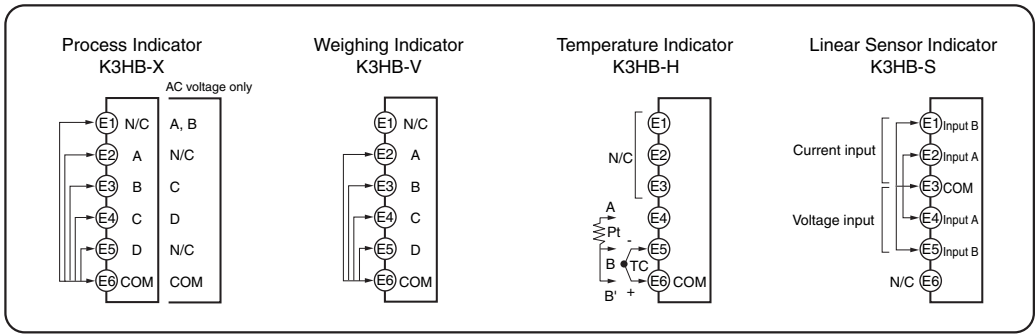 Process Indicator
K3HB-X
AC voltage only
E1 N/C A, B
E2 A N/C
E3 B C
E4 C D
E5 D N/C
E6 COM COM
Weighing Indicator
K3HB-V
E1 N/C
E2 A
E3 B
E4 C
E5 D
E6 COM
Temperature Indicator
K3HB-H
E1
N/C E2
E3
A
E4
Pt
- E5
B TC
E6 COM
B' +
Linear Sensor Indicator
K3HB-S
E1 Input B
Current input
E2 Input A
E3 COM
Voltage input
E4 Input A
E5 Input B
N/C E6